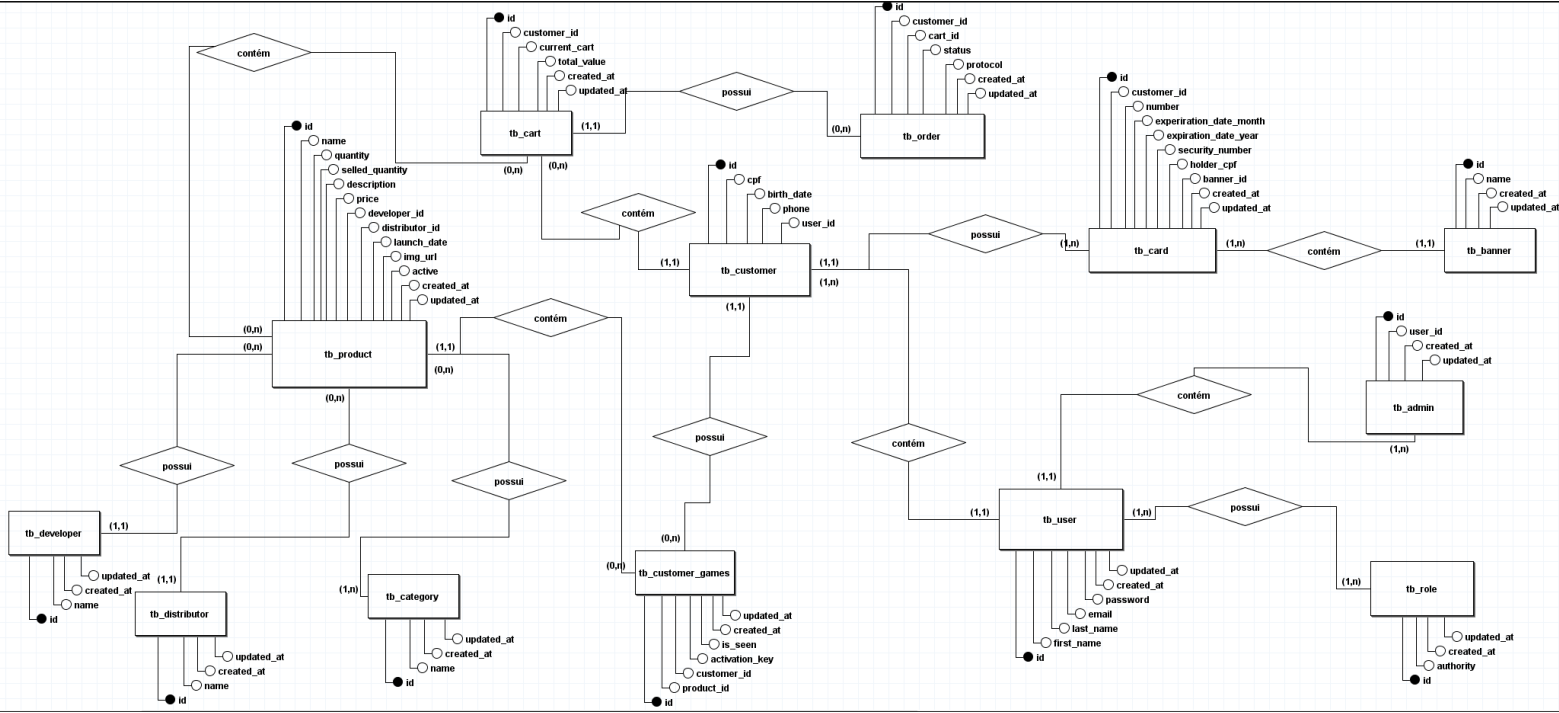 contém
id
customer_id
current_cart
total_value
created_at
updated_at
tb_cart
(1,1)
(0,n)
(0,n)
possui
id
customer_id
cart_id
status
protocol
created_at
updated_at
(0,n)
tb_order
id
customer_id
number
experiration_date_month
expiration_date_year
security_number
holder_cpf
banner_id
created_at
updated_at
(1,n)
tb_card
(1,n)
contém
(1,1)
id
name
created_at
updated_at
tb_banner
id
name
quantity
selled_quantity
description
price
developer_id
distributor_id
launch_date
img_url
active
created_at
updated_at
(0,n)
(0,n)
tb_product
(1,1)
(0,n)
(0,n)
contém
id
cpf
birth_date
phone
user_id
contém
(1,1)
tb_customer
(1,1)
(1,n)
(1,1)
possui
id
user_id
created_at
updated_at
contém
tb_admin
(1,n)
possui
possui
possui
possui
contém
(1,1)
(1,1)
tb_user
(1,n)
possui
(1,n)
tb_role
updated_at
created_at
authority
id
tb_developer
(1,1)
updated_at
created_at
name
id
(1,1)
tb_distributor
updated_at
created_at
name
id
(1,n)
tb_category
updated_at
created_at
name
id
(0,n)
(0,n)
tb_customer_games
updated_at
created_at
is_seen
activation_key
customer_id
product_id
id
updated_at
created_at
password
email
last_name
first_name
id